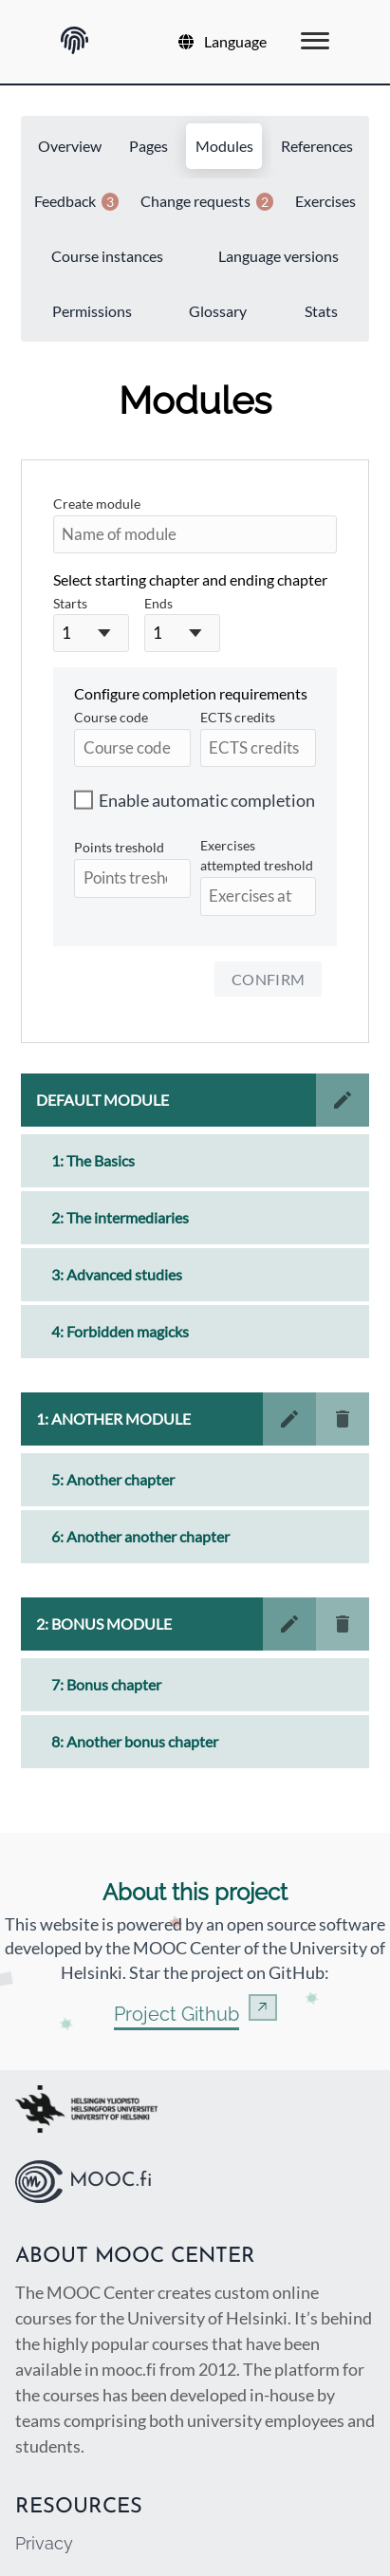 Language
Overview Pages Modules References
Feedback 3 Change requests 2 Exercises
Course instances Language versions
Permissions Glossary Stats
Modules
Create module
Name of module
Select starting chapter and ending chapter
Starts Ends
1 1
Configure completion requirements
Course code ECTS credits
Course code ECTS credits
Enable automatic completion
Points treshold
Exercises
attempted treshold
Points tresh
Exercises at
CONFIRM
DEFAULT MODULE
1: The Basics
2: The intermediaries
3: Advanced studies
4: Forbidden magicks
1: ANOTHER MODULE
5: Another chapter
6: Another another chapter
2: BONUS MODULE
7: Bonus chapter
8: Another bonus chapter
About this project
This website is powered by an open source software
developed by the MOOC Center of the University of
Helsinki. Star the project on GitHub:
Project Github
HELSINGIN YLIOPISTO
HELSINGFORS UNIVERSITET
UNIVERSITY OF HELSINKI
MOOC.fi
ABOUT MOOC CENTER
The MOOC Center creates custom online
courses for the University of Helsinki. It’s behind
the highly popular courses that have been
available in mooc.fi from 2012. The platform for
the courses has been developed in-house by
teams comprising both university employees and
students.
RESOURCES
Privacy